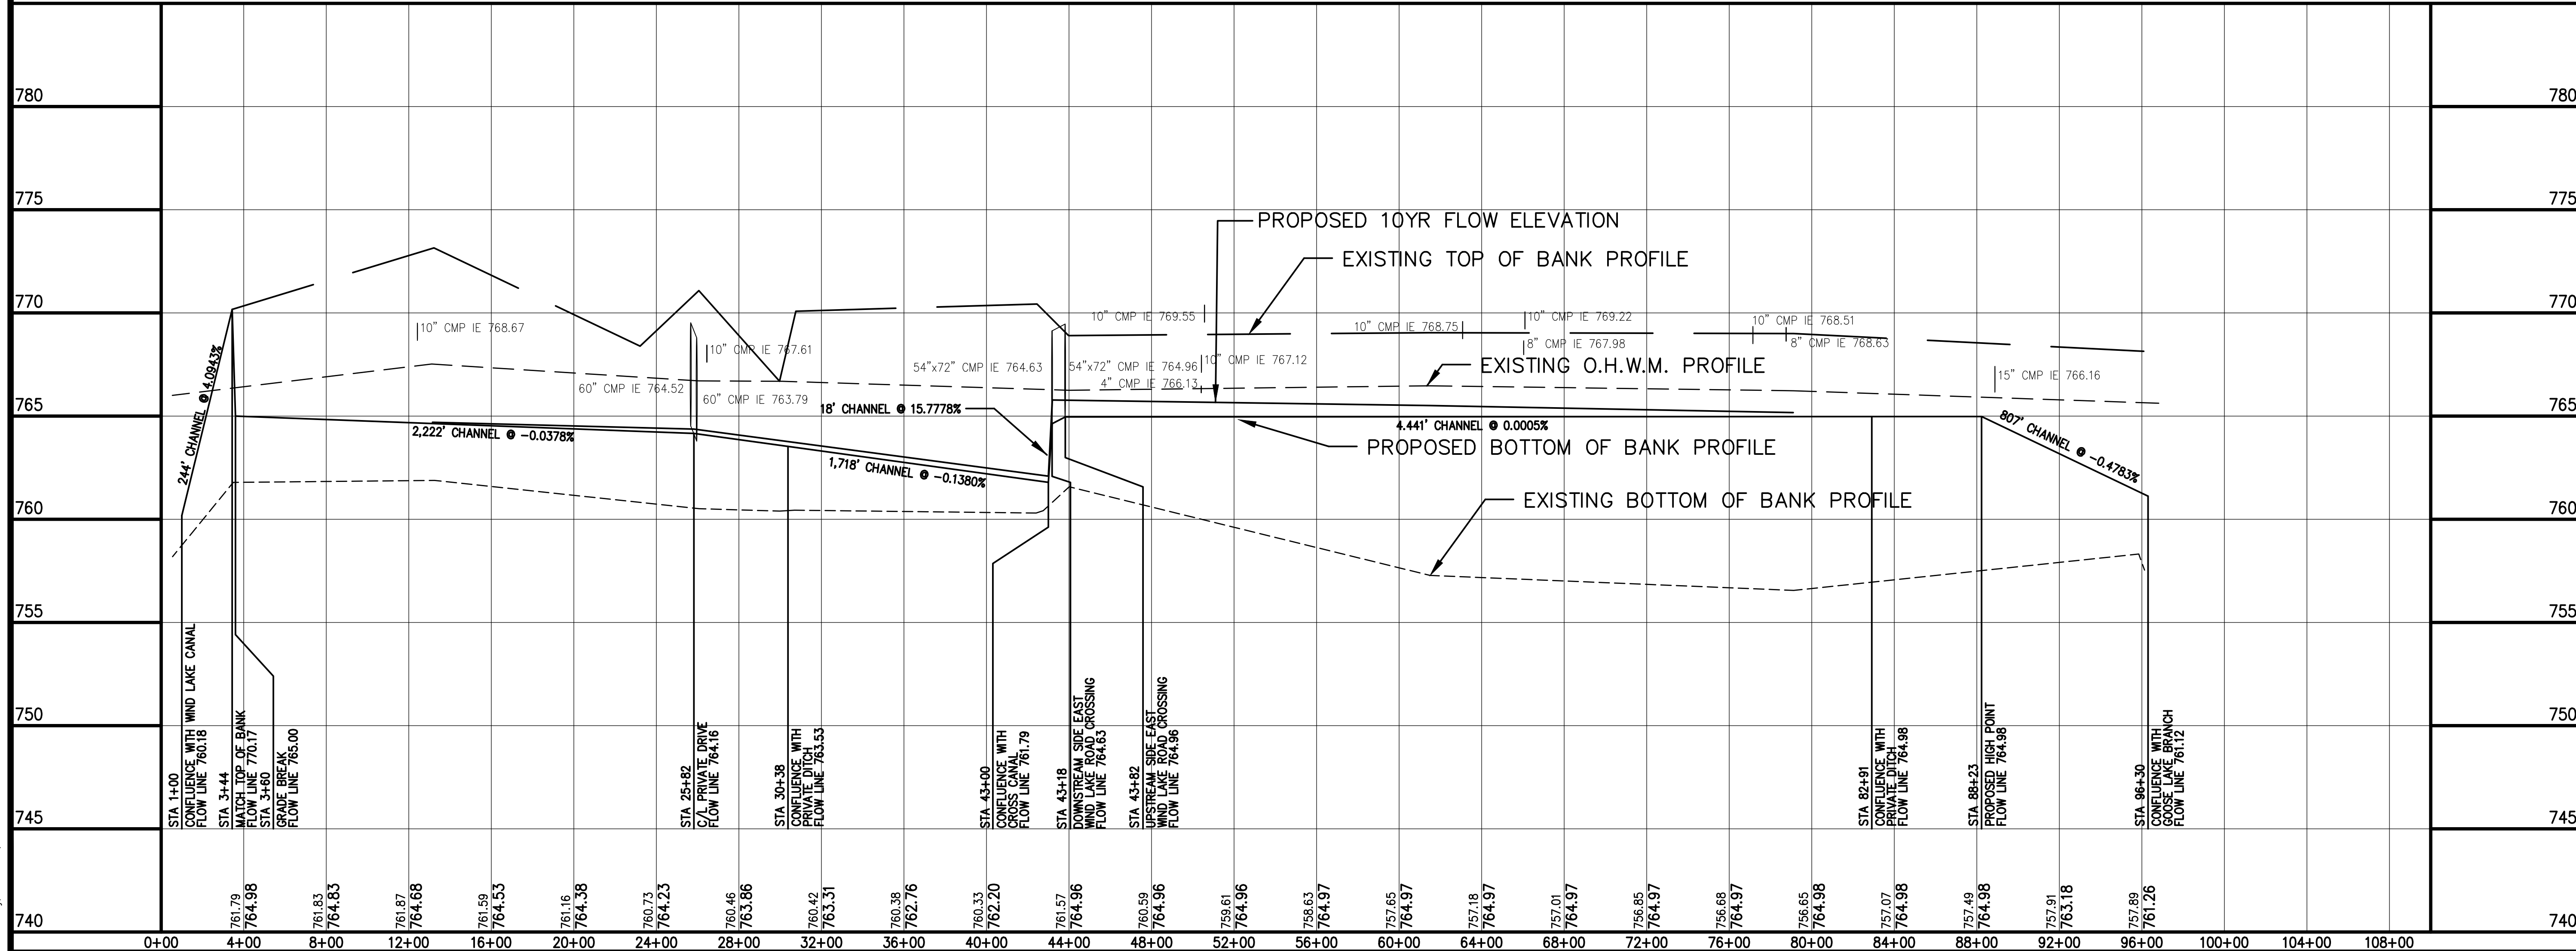 780
780
775
775
770
770
765
765
760
760
755
755
750
750
745
745
740
740
PROPOSED 10YR FLOW ELEVATION
EXISTING TOP OF BANK PROFILE
EXISTING O.H.W.M. PROFILE
PROPOSED BOTTOM OF BANK PROFILE
EXISTING BOTTOM OF BANK PROFILE
10" CMP IE 768.67
10" CMP IE 767.61
60" CMP IE 764.52
60" CMP IE 763.79
54"x72" CMP IE 764.63
54"x72" CMP IE 764.96
10" CMP IE 769.55
10" CMP IE 767.12
4" CMP IE 766.13
10" CMP IE 768.75
10" CMP IE 769.22
8" CMP IE 767.98
10" CMP IE 768.51
8" CMP IE 768.63
15" CMP IE 766.16
244' CHANNEL @ 4.0943%
2,222' CHANNEL @ -0.0378%
1,718' CHANNEL @ -0.1380%
18' CHANNEL @ 15.7778%
4.441' CHANNEL @ 0.0005%
807' CHANNEL @ -0.4783%
STA 1+00
CONFLUENCE WITH WIND LAKE CANAL
FLOW LINE 760.18
STA 3+44
MATCH TOP OF BANK
FLOW LINE 770.17
STA 3+60
GRADE BREAK
FLOW LINE 765.00
STA 25+82
C/L PRIVATE DRIVE
FLOW LINE 764.16
STA 30+38
CONFLUENCE WITH
PRIVATE DITCH
FLOW LINE 763.53
STA 43+00
CONFLUENCE WITH
CROSS CANAL
FLOW LINE 761.79
STA 43+18
DOWNSTREAM SIDE EAST
WIND LAKE ROAD CROSSING
FLOW LINE 764.63
STA 43+82
UPSTREAM SIDE EAST
WIND LAKE ROAD CROSSING
FLOW LINE 764.96
STA 82+91
CONFLUENCE WITH
PRIVATE DITCH
FLOW LINE 764.98
STA 88+23
PROPOSED HIGH POINT
FLOW LINE 764.98
STA 96+30
CONFLUENCE WITH
GOOSE LAKE BRANCH
FLOW LINE 761.12
761.79
764.98
761.83
764.83
761.87
764.68
761.59
764.53
761.16
764.38
760.73
764.23
760.46
763.86
760.42
763.31
760.38
762.76
760.33
762.20
761.57
764.96
760.59
764.96
759.61
764.96
758.63
764.97
757.65
764.97
757.18
764.97
757.01
764.97
756.85
764.97
756.68
764.97
756.65
764.98
757.07
764.98
757.49
764.98
757.91
763.18
757.89
761.26
0+00 4+00 8+00 12+00 16+00 20+00 24+00 28+00 32+00 36+00 40+00 44+00 48+00 52+00 56+00 60+00 64+00 68+00 72+00 76+00 80+00 84+00 88+00 92+00 96+00 100+00 104+00 108+00